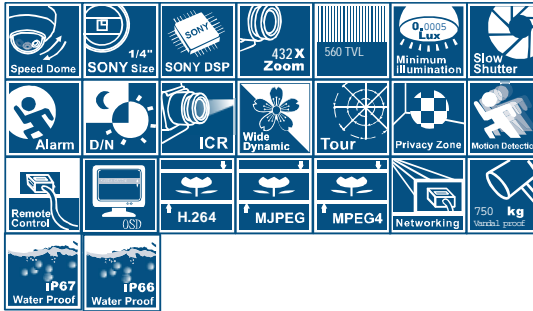 Speed Dome
1/4"
SONY Size
SONY
SONY DSP
432 X
Zoom
560 TVL
0.0005
Lux
Minimum
Illumination
Slow
Shutter
Alarm
D/N
ICR
Wide
Dynamic
Tour
Privacy Zone
Motion Detectio
Remote
Control
OSD
H.264
MJPEG
MPEG4
Networking
750 kg
Vandal proof
IP67
Water Proof
IP66
Water Proof